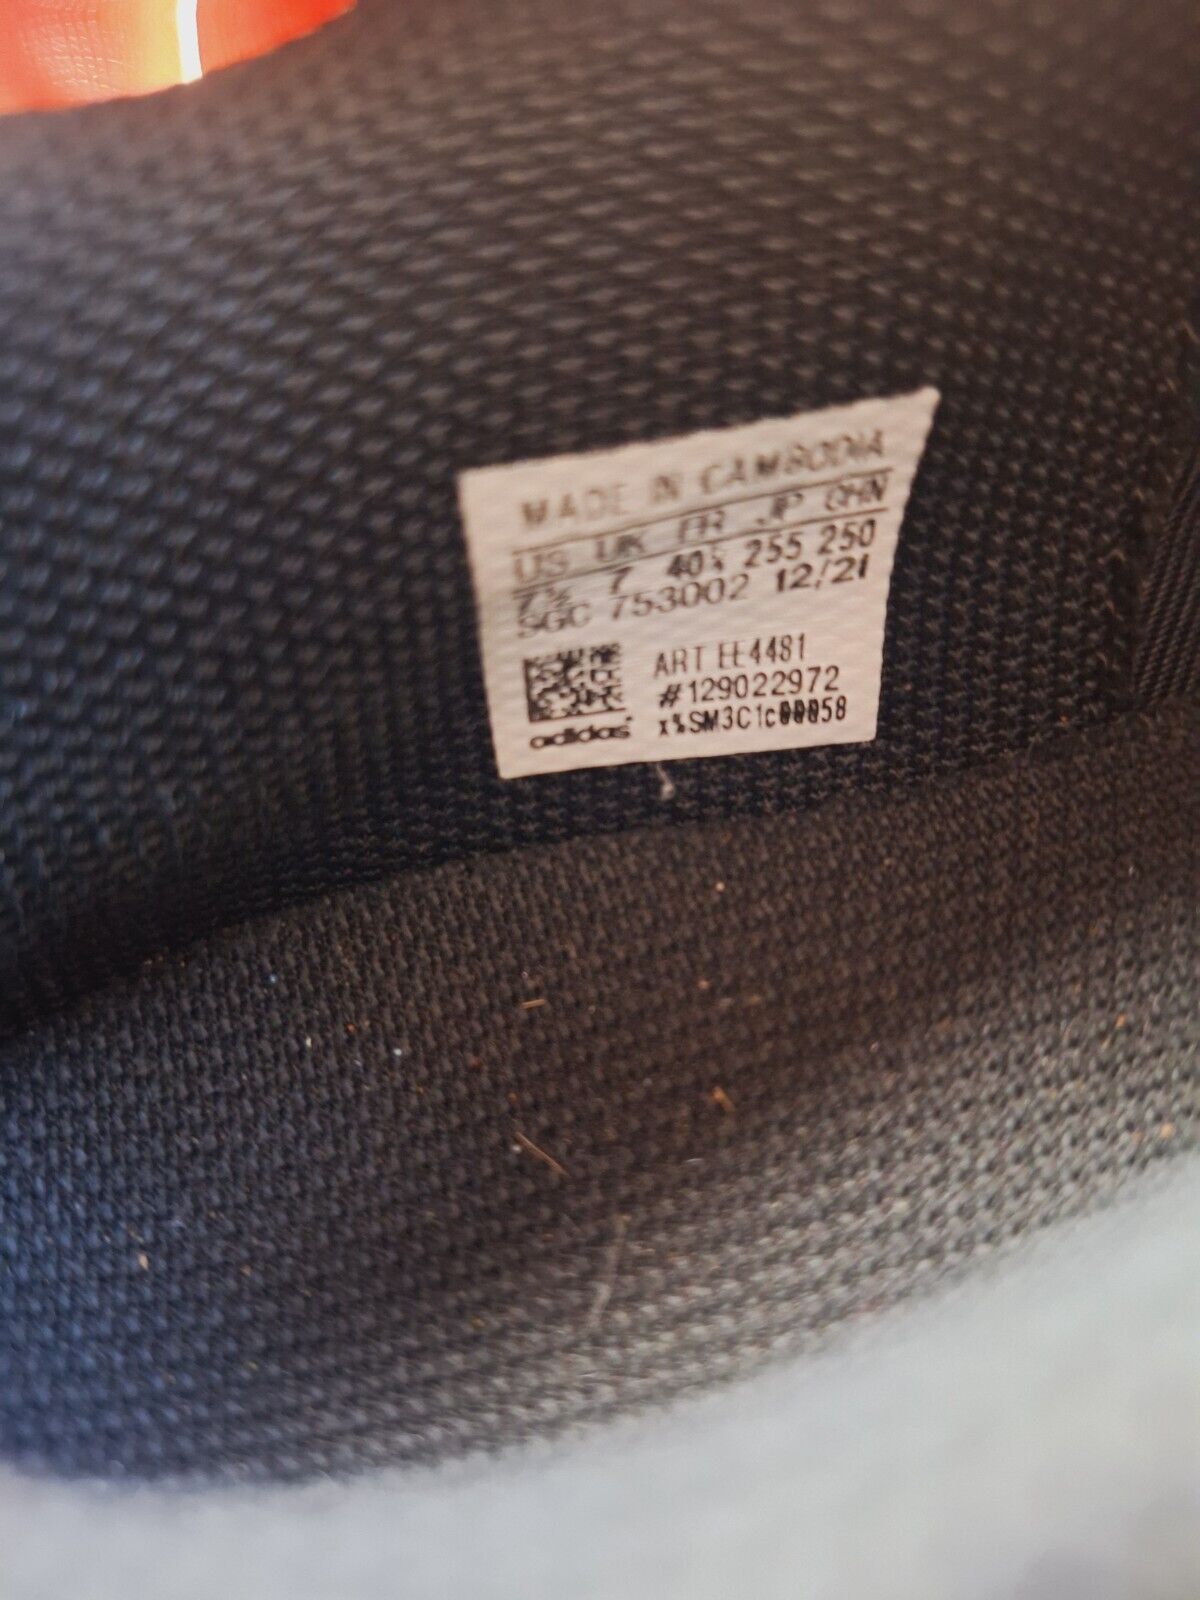 MADE IN CAMBODIA
US UK FR JP CHN
7½ 7 40⅔ 255 250
SGC 753002 12/21
ART EE4481
#129022972
adidas